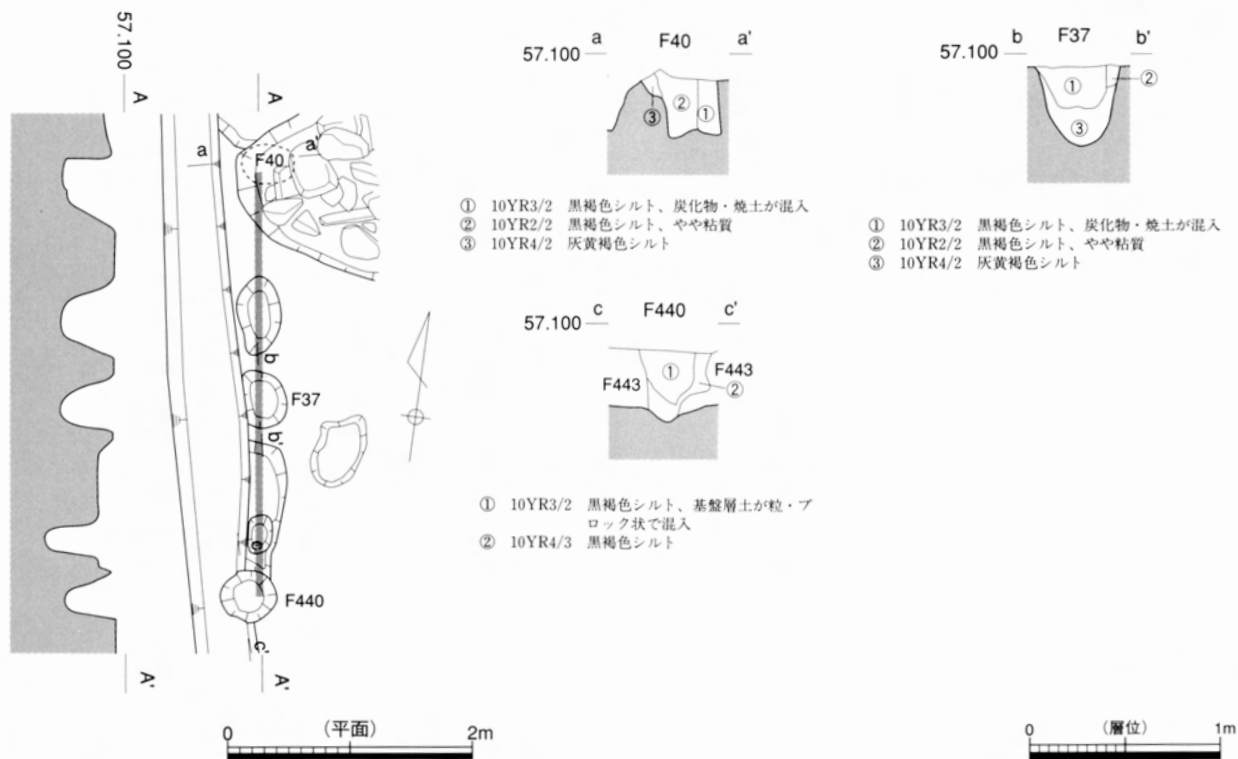 57.100
A
A
a
a'
F40
b
F37
b'
c
F440
c'
A'
A'
a F40 a'
57.100
②
①
③
① 10YR3/2 黒褐色シルト、炭化物・焼土が混入
② 10YR2/2 黒褐色シルト、やや粘質
③ 10YR4/2 灰黄褐色シルト
b F37 b'
57.100
①
②
③
① 10YR3/2 黒褐色シルト、炭化物・焼土が混入
② 10YR2/2 黒褐色シルト、やや粘質
③ 10YR4/2 灰黄褐色シルト
c F440 c'
57.100
①
F443
F443
②
① 10YR3/2 黒褐色シルト、基盤層土が粒・ブ
ロック状で混入
② 10YR4/3 黒褐色シルト
0 (平面) 2m
0 (層位) 1m